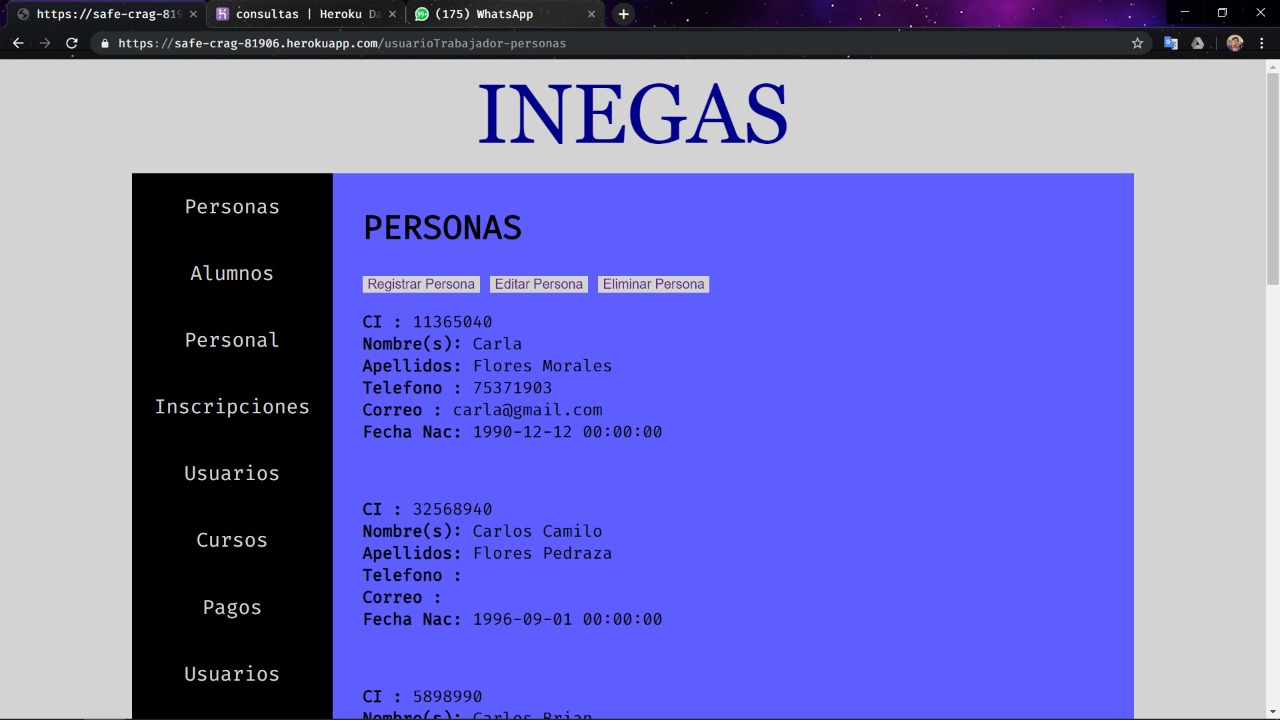 https://safe-crag-819
consultas | Heroku Da
(175) WhatsApp
https://safe-crag-81906.herokuapp.com/usuarioTrabajador-personas
INEGAS
Personas
Alumnos
Personal
Inscripciones
Usuarios
Cursos
Pagos
Usuarios
PERSONAS
Registrar Persona Editar Persona Eliminar Persona
CI : 11365040
Nombre(s): Carla
Apellidos: Flores Morales
Telefono : 75371903
Correo : carla@gmail.com
Fecha Nac: 1990-12-12 00:00:00
CI : 32568940
Nombre(s): Carlos Camilo
Apellidos: Flores Pedraza
Telefono :
Correo :
Fecha Nac: 1996-09-01 00:00:00
CI : 5898990
Nombre(s): Carlos Brian